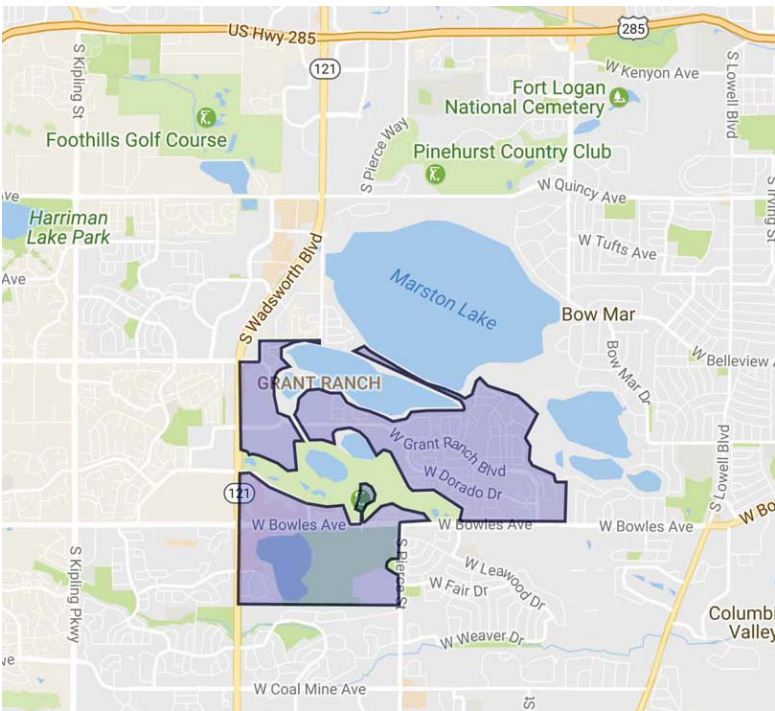 US Hwy 285
285
S Kipling St
121
W Kenyon Ave
S Lowell Blvd
Fort Logan
National Cemetery
Foothills Golf Course
S Pierce Way
Pinehurst Country Club
ve
W Quincy Ave
S Irving St
Harriman
Lake Park
W Tufts Ave
Ave
S Wadsworth Blvd
Marston Lake
Bow Mar
W Belleview A
Bow Mar Dr
GRANT RANCH
W Grant Ranch Blvd
W Dorado Dr
S Lowell Blvd
121
W Bowles Ave
W Bowles Ave
W Bowles Ave
W Bo
S Kipling Pkwy
S Pierce St
W Leawood Dr
W Fair Dr
Columbi
Valley
W Weaver Dr
ve
W Coal Mine Ave
St